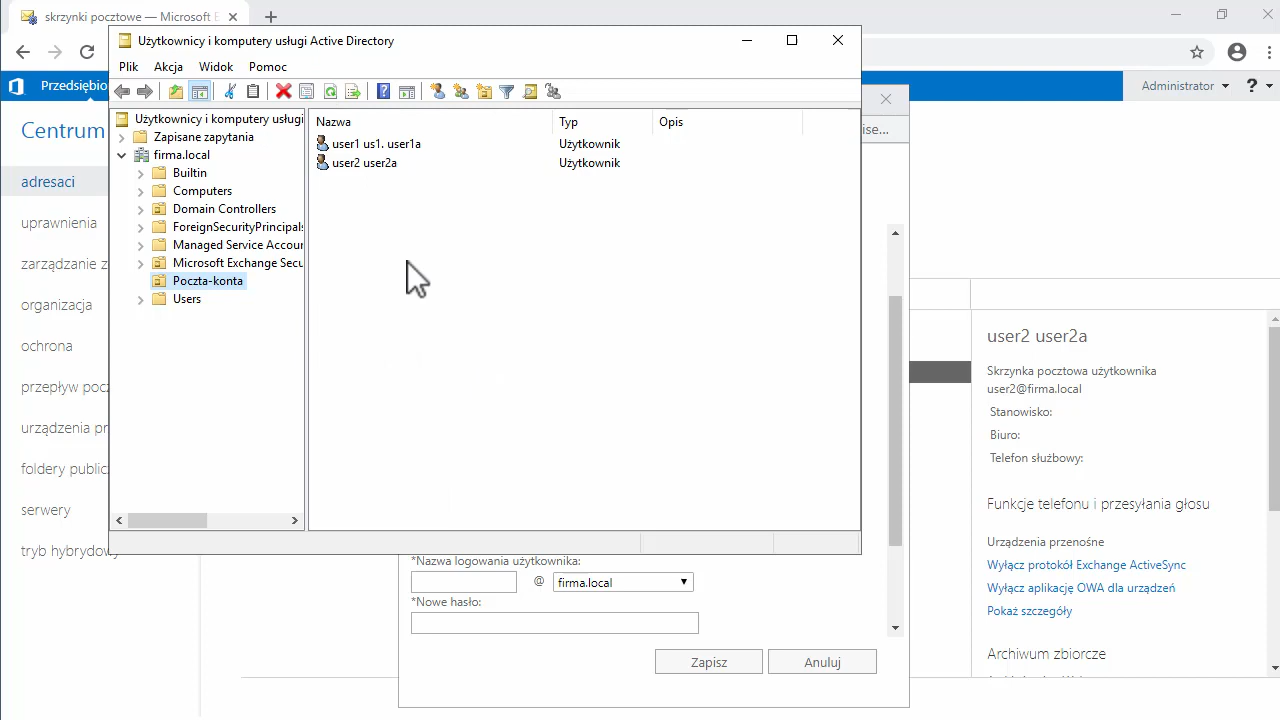 skrzynki pocztowe — Microsoft E
Użytkownicy i komputery usługi Active Directory
Plik Akcja Widok Pomoc
Przedsiębio
Administrator ?
Centrum
adresaci
uprawnienia
zarządzanie z
organizacja
ochrona
przepływ pocz
urządzenia pr
foldery public
serwery
tryb hybrydowy
Użytkownicy i komputery usługi
Zapisane zapytania
firma.local
Builtin
Computers
Domain Controllers
ForeignSecurityPrincipals
Managed Service Accour
Microsoft Exchange Secu
Poczta-konta
Users
Nazwa Typ Opis
user1 us1. user1a Użytkownik
user2 user2a Użytkownik
ise...
*Nazwa logowania użytkownika:
@ firma.local
*Nowe hasło:
Zapisz Anuluj
user2 user2a
Skrzynka pocztowa użytkownika
user2@firma.local
Stanowisko:
Biuro:
Telefon służbowy:
Funkcje telefonu i przesyłania głosu
Urządzenia przenośne
Wyłącz protokół Exchange ActiveSync
Wyłącz aplikację OWA dla urządzeń
Pokaż szczegóły
Archiwum zbiorcze